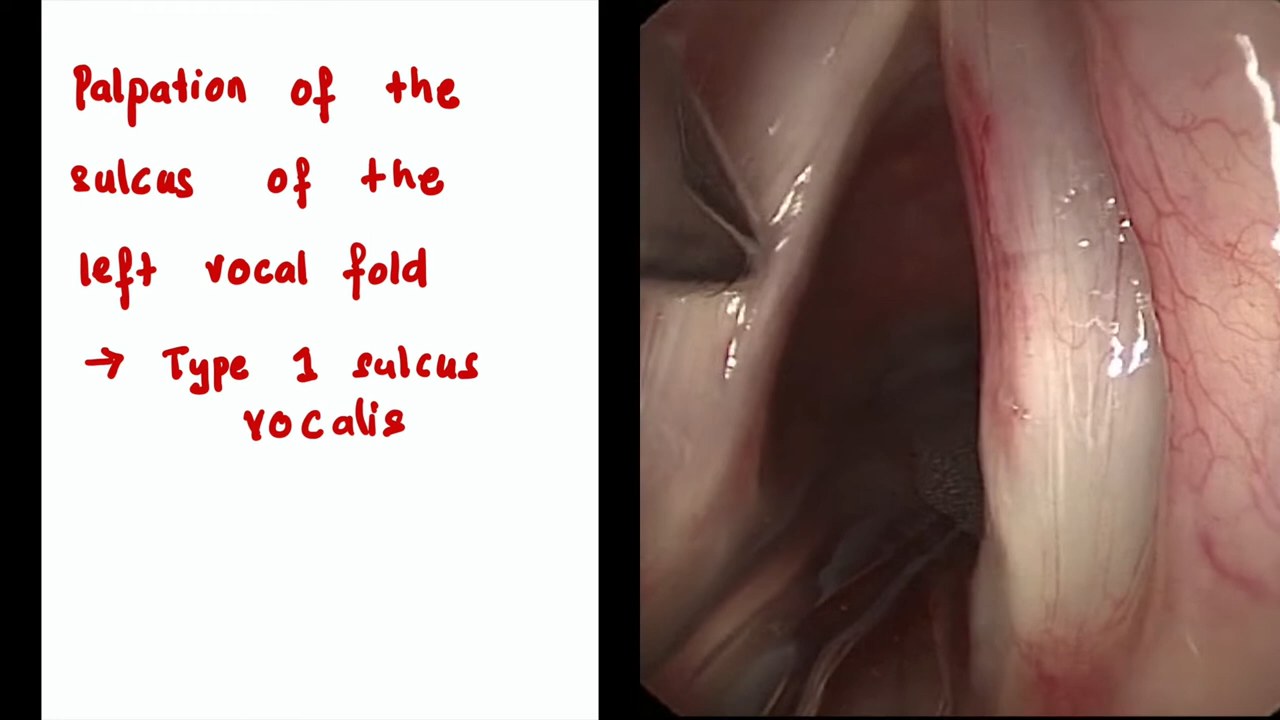 Palpation of the
sulcus of the
left vocal fold
→ Type 1 sulcus
vocalis